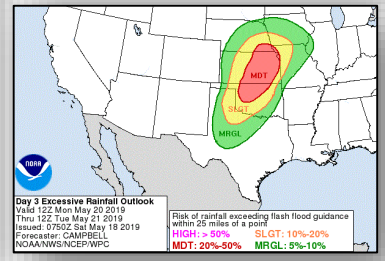 MDT
SLGT
MRGL
NOAA
Day 3 Excessive Rainfall Outlook
Valid 12Z Mon May 20 2019
Thru 12Z Tue May 21 2019
Issued: 0750Z Sat May 18 2019
Forecaster: CAMPBELL
NOAA/NWS/NCEP/WPC
Risk of rainfall exceeding flash flood guidance
within 25 miles of a point
HIGH: > 50% SLGT: 10%-20%
MDT: 20%-50% MRGL: 5%-10%